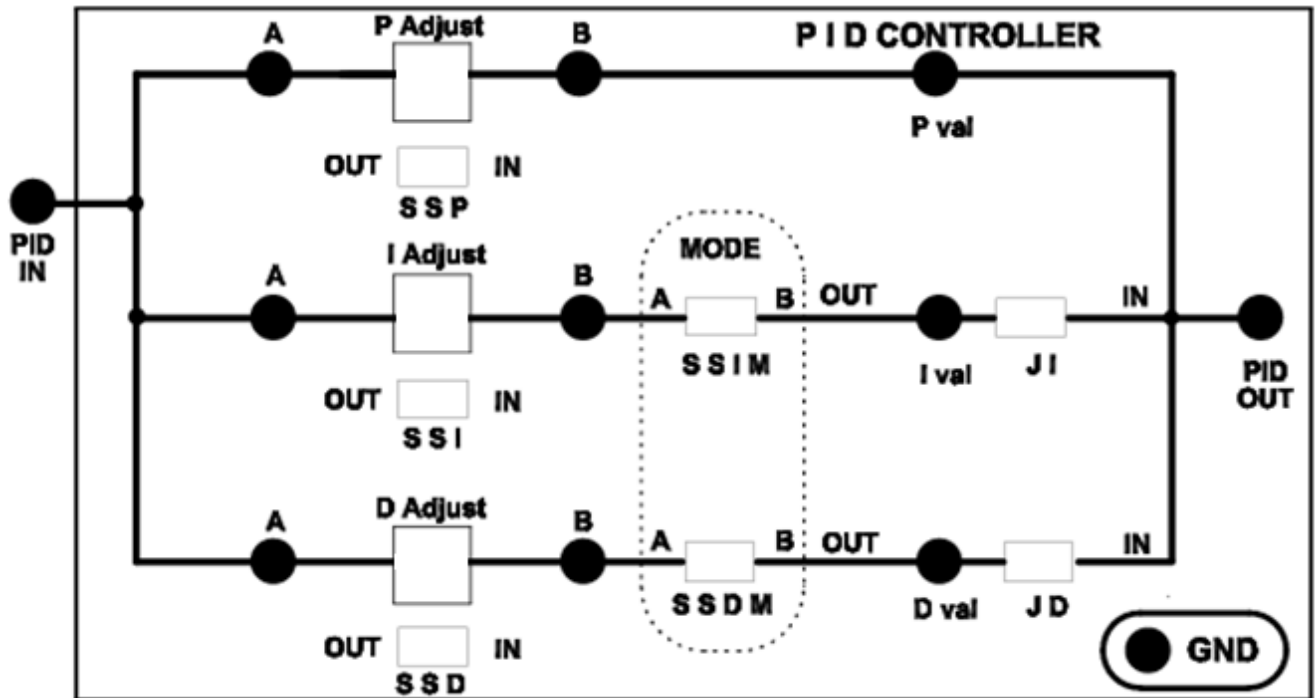 P I D CONTROLLER
A P Adjust B
P val
OUT IN
S S P
PID
IN
A I Adjust B
MODE
A B OUT IN
S S I M I val J I
PID
OUT
OUT IN
S S I
A D Adjust B
A B OUT IN
S S D M D val J D
OUT IN
S S D
GND